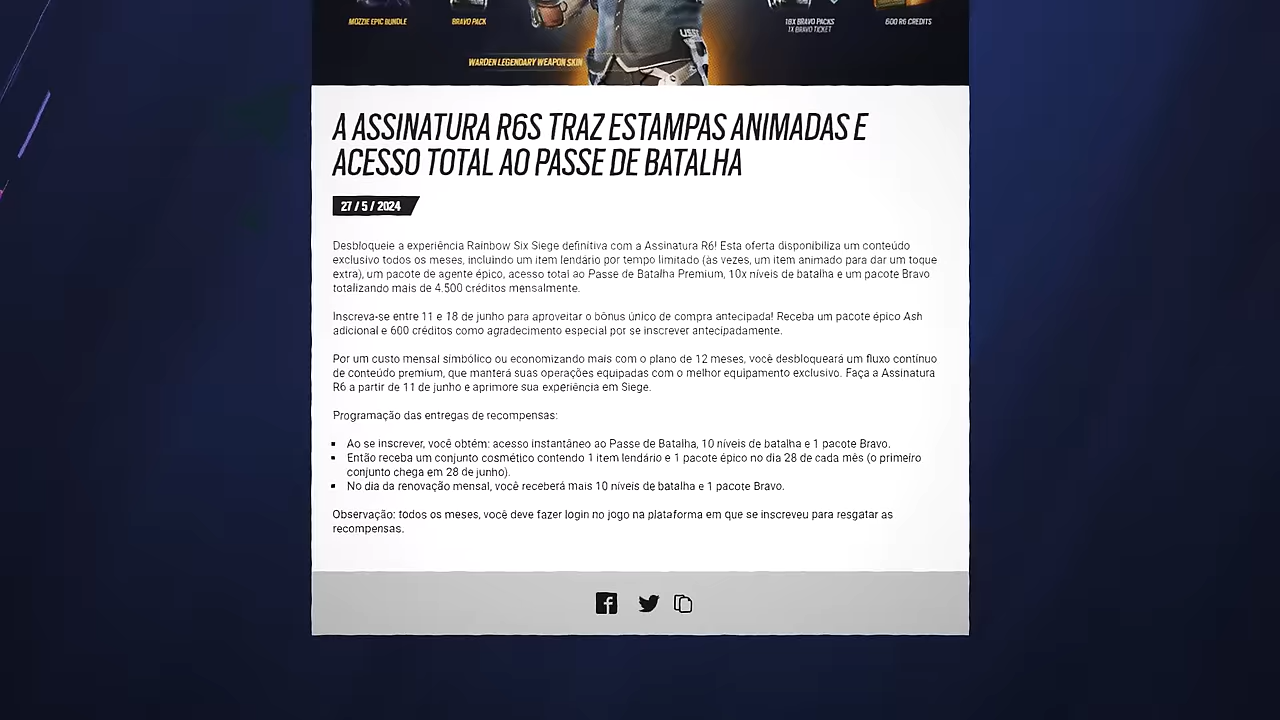 MOZZIE EPIC BUNDLE
BRAVO PACK
18X BRAVO PACKS
1X BRAVO TICKET
600 R6 CREDITS
WARDEN LEGENDARY WEAPON SKIN
A ASSINATURA R6S TRAZ ESTAMPAS ANIMADAS E
ACESSO TOTAL AO PASSE DE BATALHA
27 / 5 / 2024
Desbloqueie a experiência Rainbow Six Siege definitiva com a Assinatura R6! Esta oferta disponibiliza um conteúdo
exclusivo todos os meses, incluindo um item lendário por tempo limitado (às vezes, um item animado para dar um toque
extra), um pacote de agente épico, acesso total ao Passe de Batalha Premium, 10x níveis de batalha e um pacote Bravo
totalizando mais de 4.500 créditos mensalmente.
Inscreva-se entre 11 e 18 de junho para aproveitar o bônus único de compra antecipada! Receba um pacote épico Ash
adicional e 600 créditos como agradecimento especial por se inscrever antecipadamente.
Por um custo mensal simbólico ou economizando mais com o plano de 12 meses, você desbloqueará um fluxo contínuo
de conteúdo premium, que manterá suas operações equipadas com o melhor equipamento exclusivo. Faça a Assinatura
R6 a partir de 11 de junho e aprimore sua experiência em Siege.
Programação das entregas de recompensas:
Ao se inscrever, você obtém: acesso instantâneo ao Passe de Batalha, 10 níveis de batalha e 1 pacote Bravo.
Então receba um conjunto cosmético contendo 1 item lendário e 1 pacote épico no dia 28 de cada mês (o primeiro
conjunto chega em 28 de junho).
No dia da renovação mensal, você receberá mais 10 níveis de batalha e 1 pacote Bravo.
Observação: todos os meses, você deve fazer login no jogo na plataforma em que se inscreveu para resgatar as
recompensas.